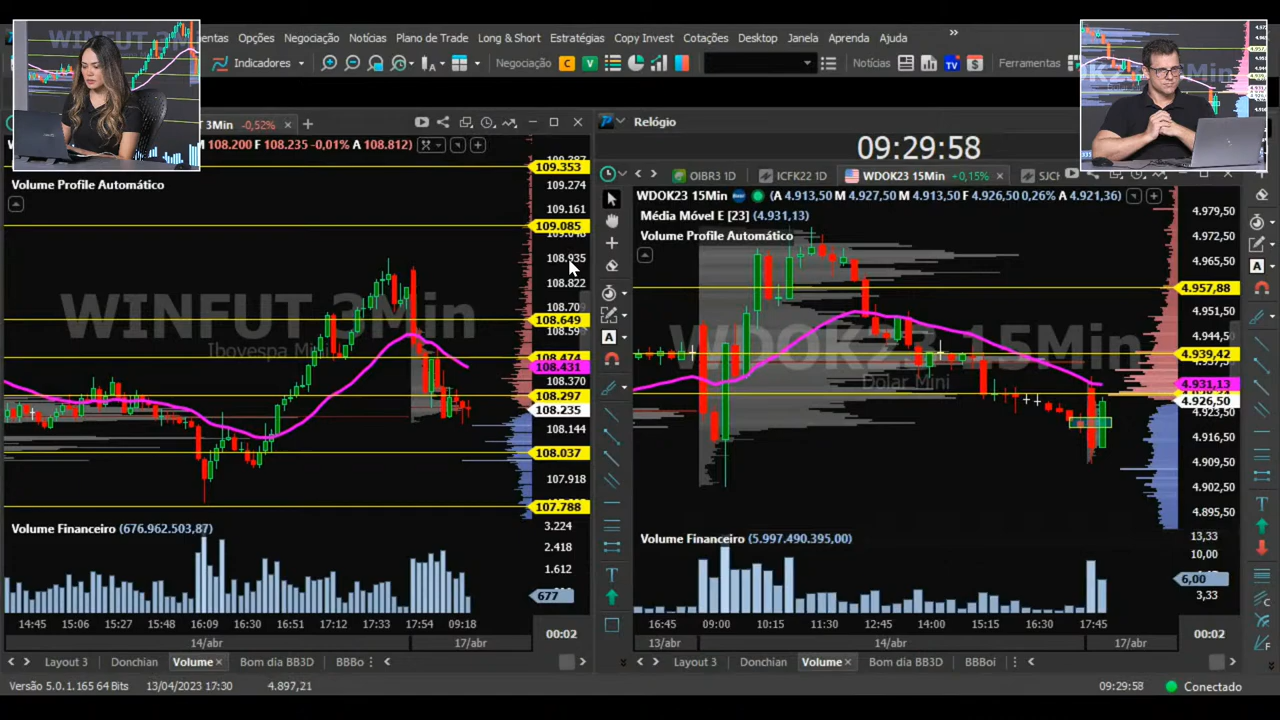 WINFUT
Opções
Negociação
Notícias
Plano de Trade
Long & Short
Estratégias
Copy Invest
Cotações
Desktop
Janela
Aprenda
Ajuda
»
Indicadores
Negociação
C
V
Notícias
TV
$
Ferramentas
3Min -0,52%
M 108.200 F 108.235 -0,01% A 108.812)
Volume Profile Automático
WINFUT 3Min
Ibovespa Mini
109.353
109.274
109.161
109.085
108.935
108.822
108.649
108.474
108.431
108.370
108.297
108.235
108.144
108.037
107.918
107.788
Volume Financeiro (676.962.503,87)
3.224
2.418
1.612
677
14:45 15:06 15:27 15:48 16:09 16:30 16:51 17:12 17:33 17:54 09:18
14/abr
17/abr
00:02
Layout 3
Donchian
Volume
Bom dia BB3D
BBBo
Relógio
09:29:58
OIBR3 1D
ICFK22 1D
WDOK23 15Min +0,15%
SJCH
WDOK23 15Min
(A 4.913,50 M 4.927,50 M 4.913,50 F 4.926,50 0,26% A 4.921,36)
Média Móvel E [23] (4.931,13)
Volume Profile Automático
WDOK23 15Min
Dolar Mini
4.979,50
4.972,50
4.965,50
4.957,88
4.951,50
4.944,50
4.939,42
4.931,13
4.926,50
4.923,50
4.916,50
4.909,50
4.902,50
4.895,50
Volume Financeiro (5.997.490.395,00)
13,33
10,00
6,00
3,33
16:45 09:00 10:15 11:30 12:45 14:00 15:15 16:30 17:45
13/abr
14/abr
17/abr
00:02
Layout 3
Donchian
Volume
Bom dia BB3D
BBBoi
Versão 5.0.1.165 64 Bits
13/04/2023 17:30
4.897,21
09:29:58
Conectado